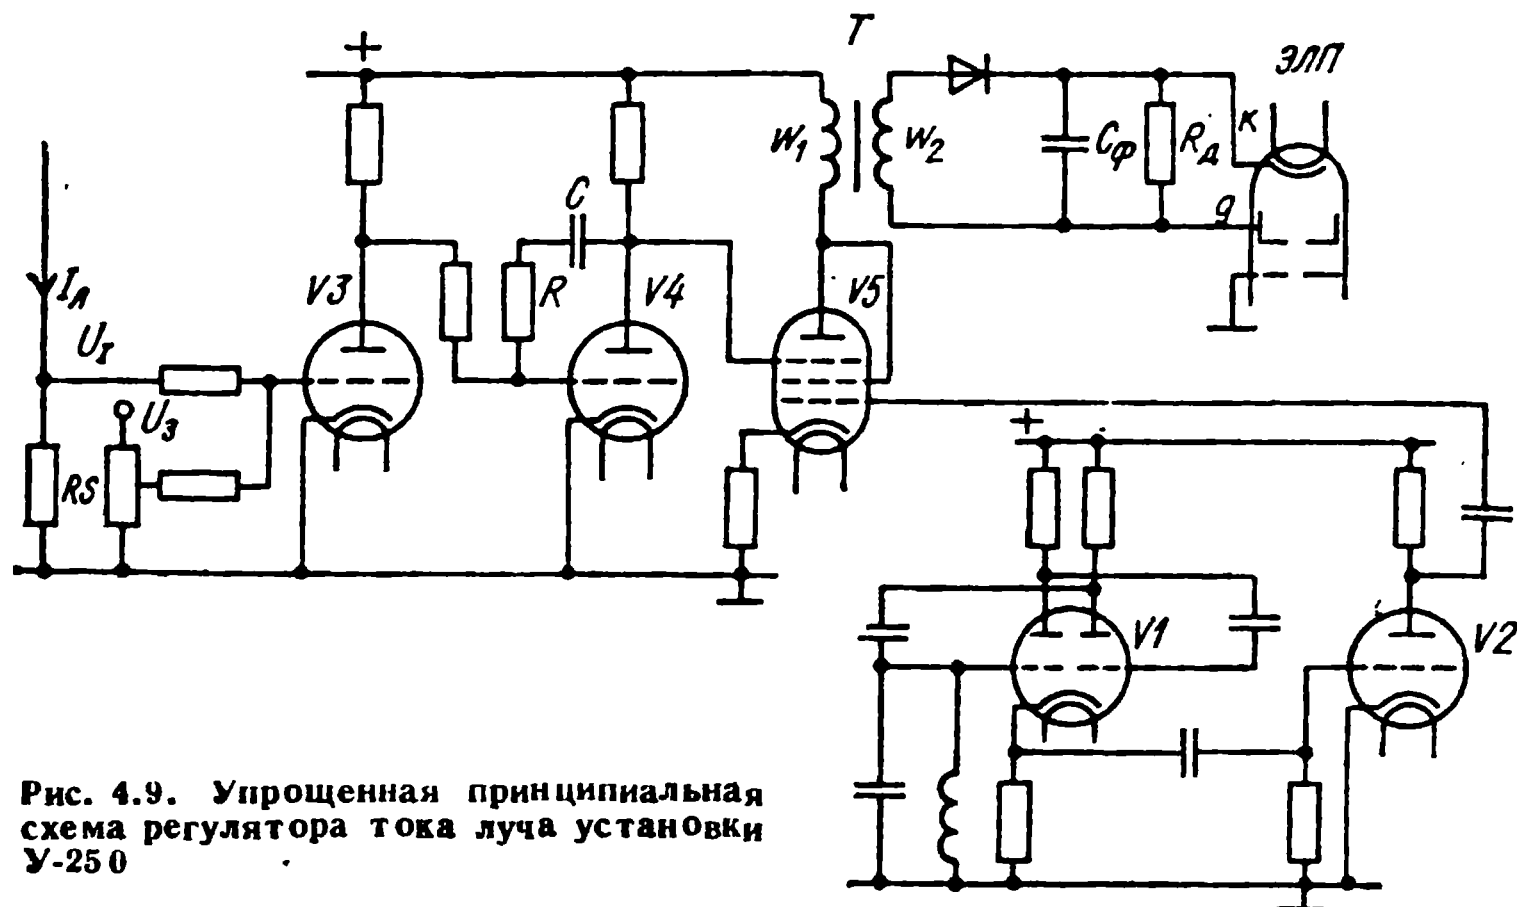 T
+
ЭЛП
W₁
W₂
Cф
Rд
к
g
C
Iл
V3
R
V4
V5
U_I
Uз
RS
+
V1
V2
Рис. 4.9. Упрощенная принципиальная
схема регулятора тока луча установки
У-250